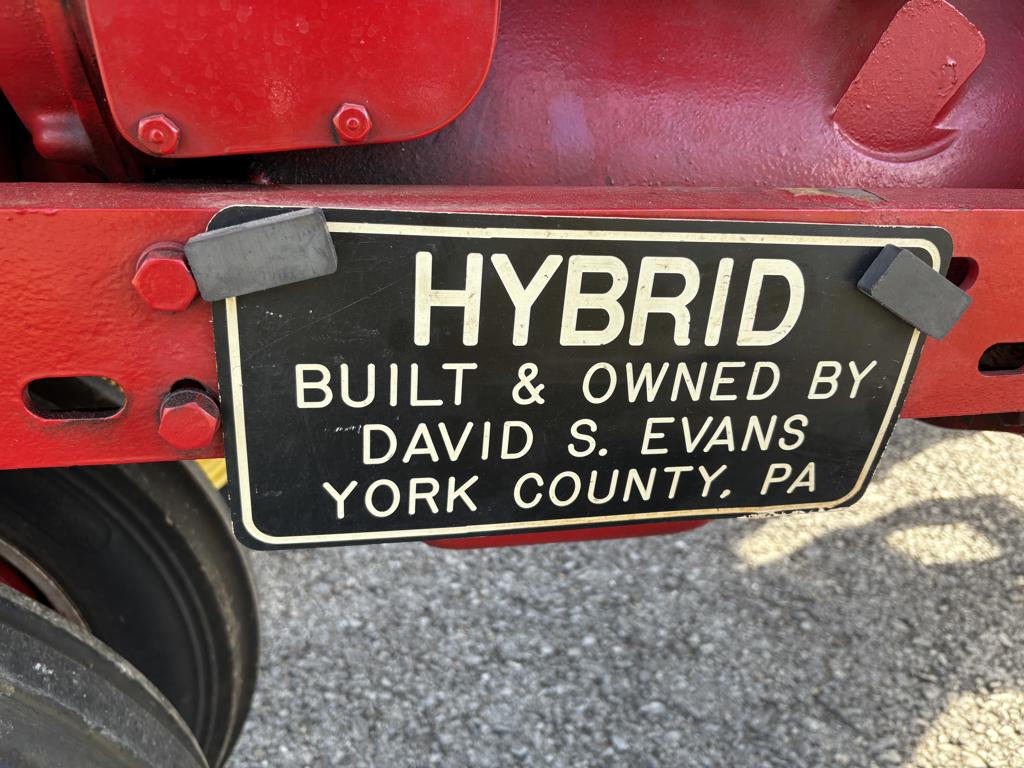 HYBRID
BUILT & OWNED BY
DAVID S. EVANS
YORK COUNTY, PA